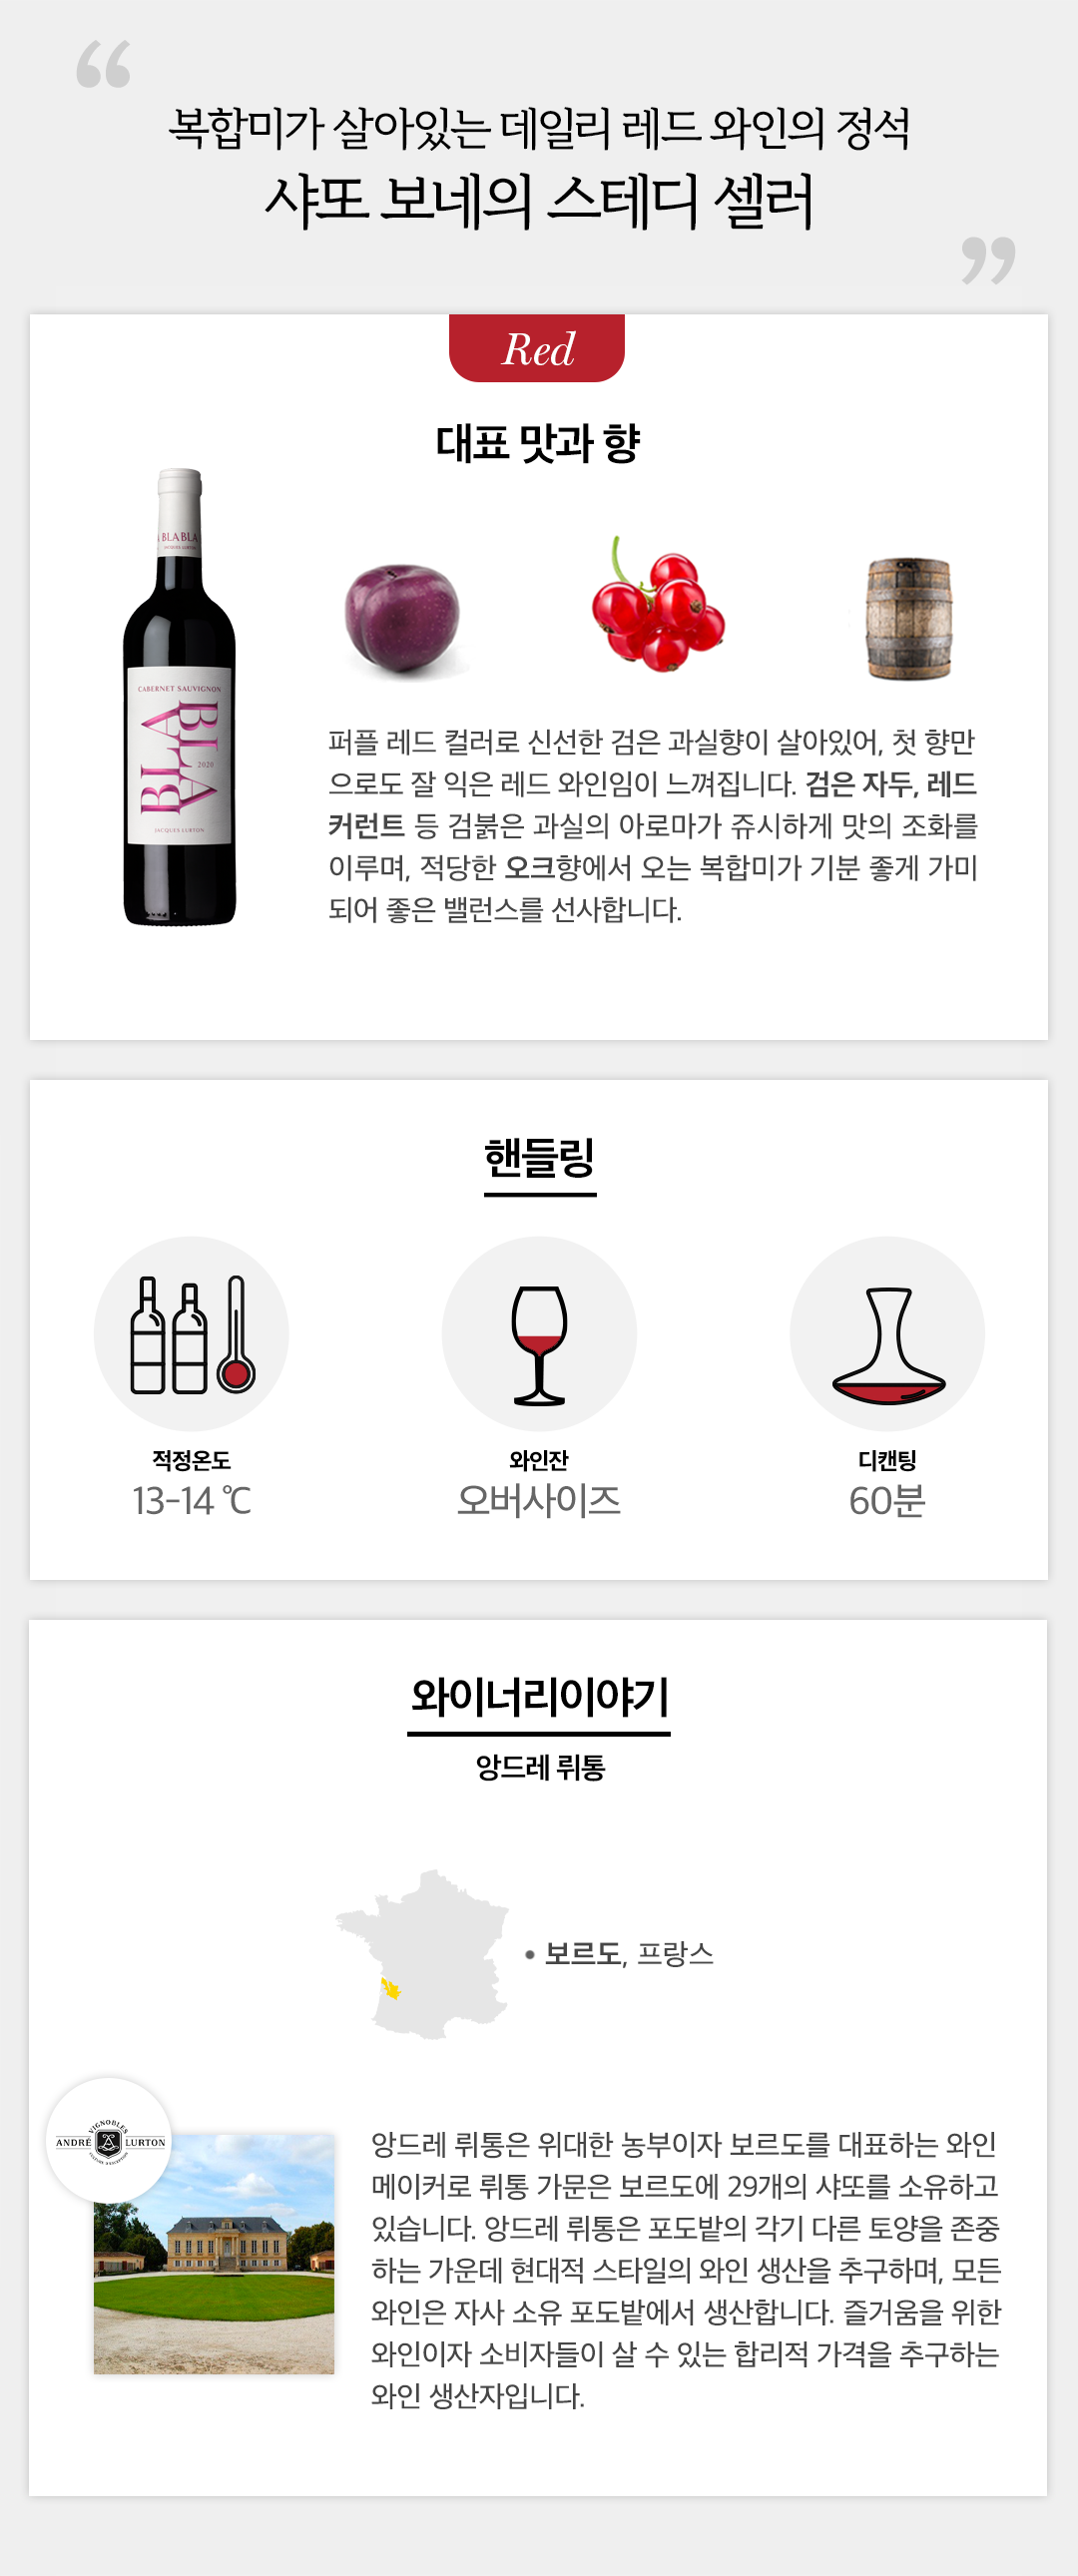 “
복합미가 살아있는 데일리 레드 와인의 정석
샤또 보네의 스테디 셀러
”
Red
대표 맛과 향
BLABLA
CABERNET SAUVIGNON
BLA
BLA
2020
JACQUES LURTON
퍼플 레드 컬러로 신선한 검은 과실향이 살아있어, 첫 향만
으로도 잘 익은 레드 와인임이 느껴집니다. 검은 자두, 레드
커런트 등 검붉은 과실의 아로마가 쥬시하게 맛의 조화를
이루며, 적당한 오크향에서 오는 복합미가 기분 좋게 가미
되어 좋은 밸런스를 선사합니다.
핸들링
적정온도
13-14 ℃
와인잔
오버사이즈
디캔팅
60분
와이너리이야기
앙드레 뤼통
• 보르도, 프랑스
VIGNOBLES
ANDRÉ LURTON
앙드레 뤼통은 위대한 농부이자 보르도를 대표하는 와인
메이커로 뤼통 가문은 보르도에 29개의 샤또를 소유하고
있습니다. 앙드레 뤼통은 포도밭의 각기 다른 토양을 존중
하는 가운데 현대적 스타일의 와인 생산을 추구하며, 모든
와인은 자사 소유 포도밭에서 생산합니다. 즐거움을 위한
와인이자 소비자들이 살 수 있는 합리적 가격을 추구하는
와인 생산자입니다.